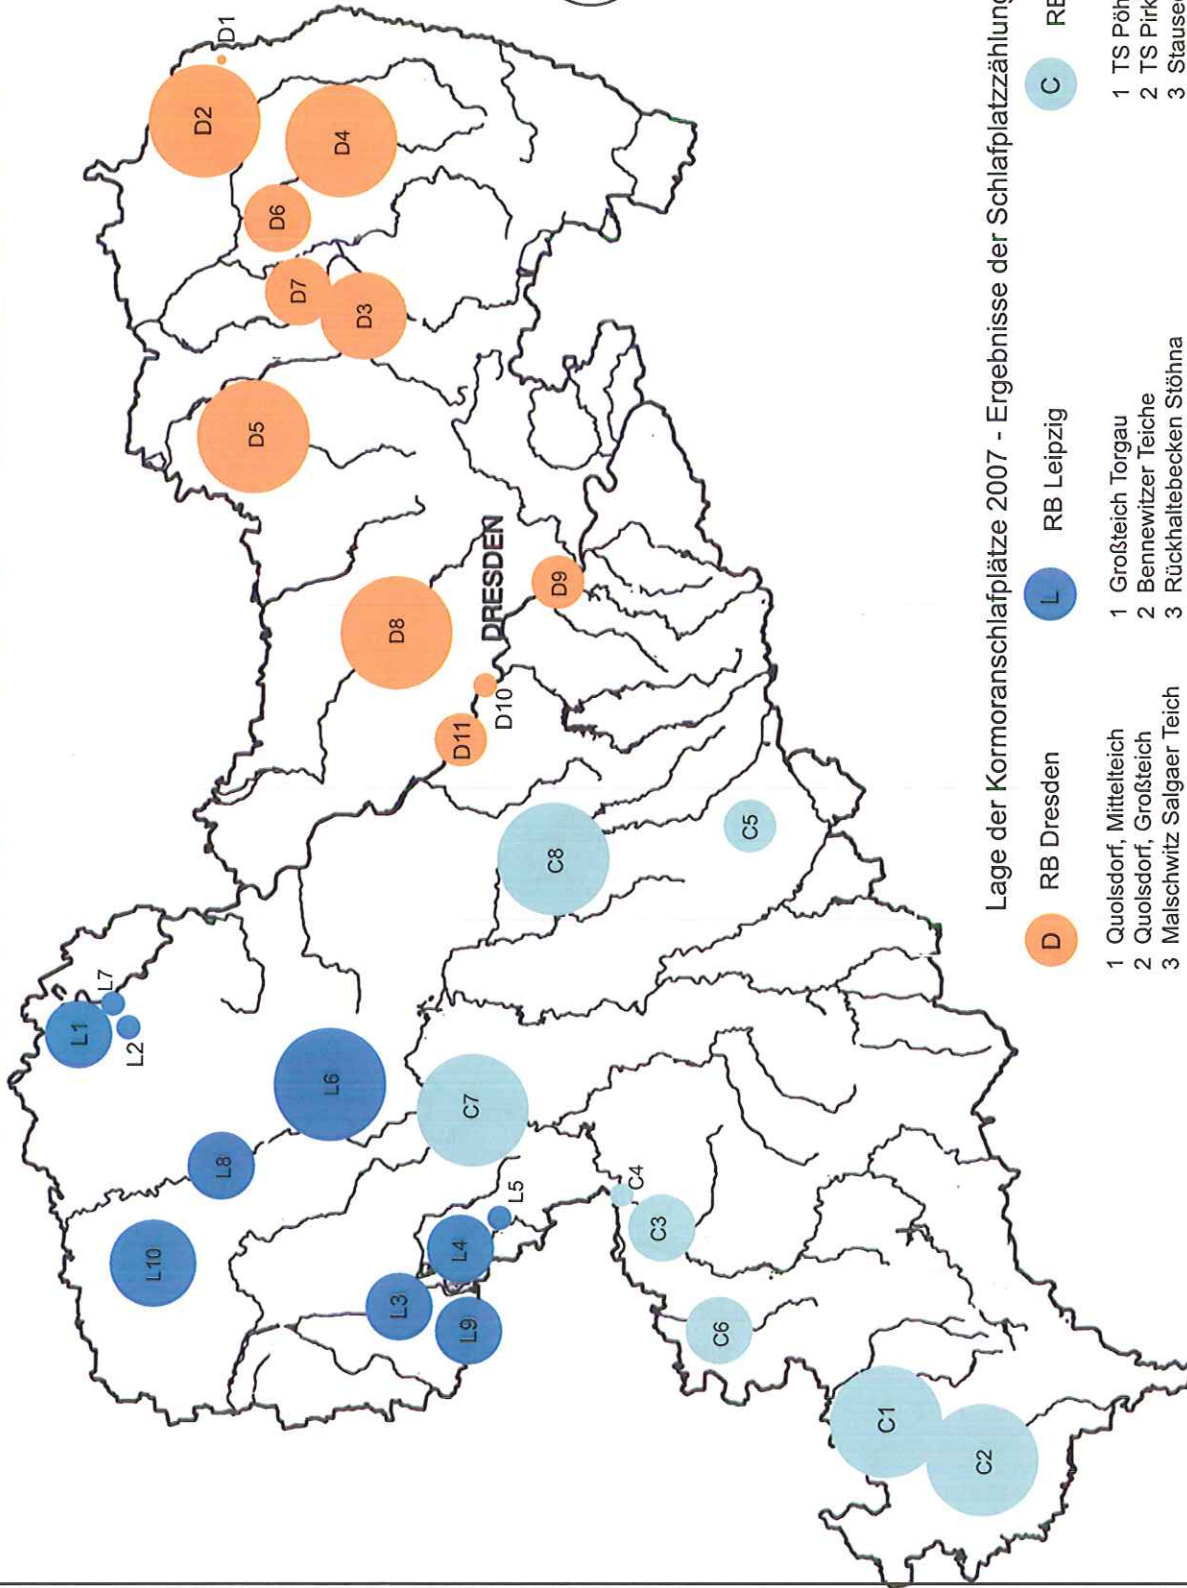 L1
L7
L2
L6
L8
L10
L5
L4
L3
L9
D1
D2
D4
D6
D7
D3
D5
D8
DRESDEN
D9
D10
D11
C8
C5
C7
C4
C3
C6
C1
C2
Lage der Kormoranschlafplätze 2007 - Ergebnisse der Schlafplatzzählung
D RB Dresden
1 Quolsdorf, Mittelteich
2 Quolsdorf, Großteich
3 Malschwitz Salgaer Teich
L RB Leipzig
1 Großteich Torgau
2 Bennewitzer Teiche
3 Rückhaltebecken Stöhna
C
1 TS
2 TS
3